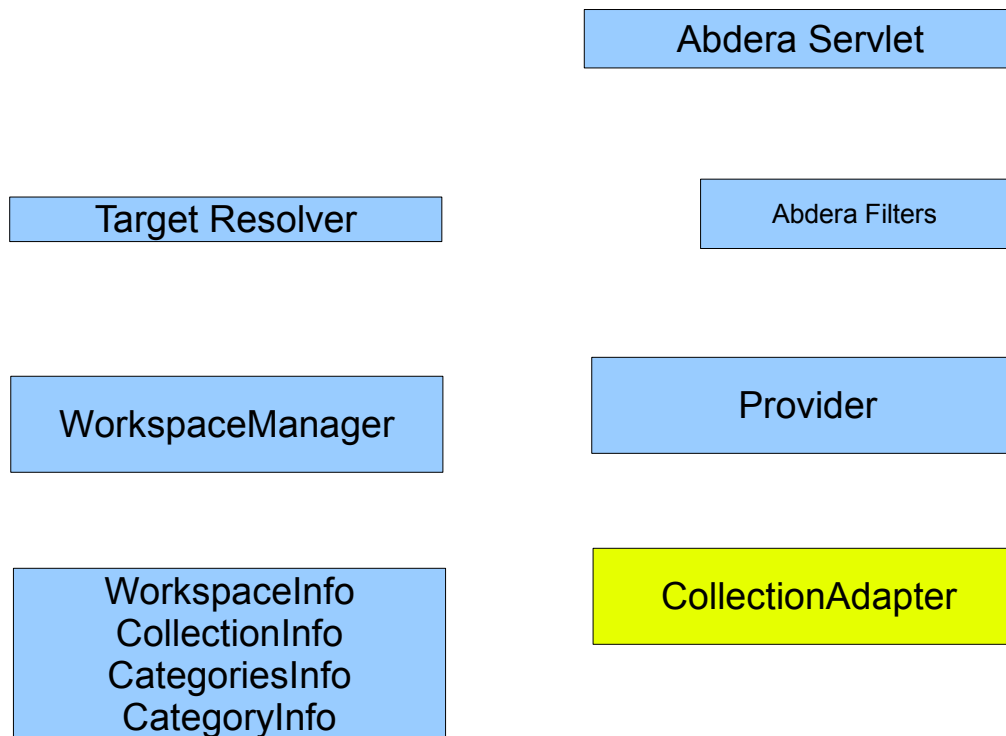 Abdera Servlet
Target Resolver
Abdera Filters
WorkspaceManager
Provider
WorkspaceInfo
CollectionInfo
CategoriesInfo
CategoryInfo
CollectionAdapter